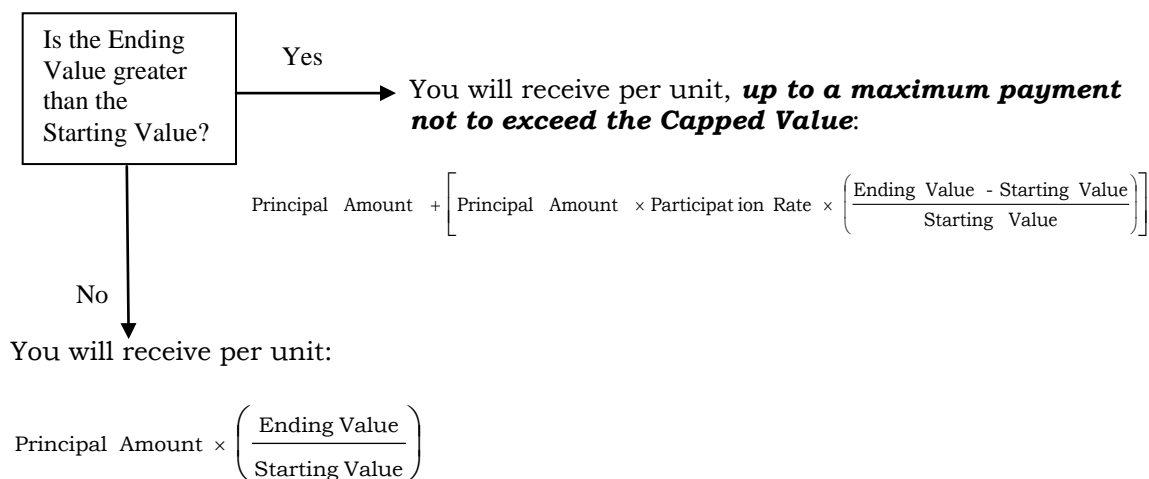 Is the Ending
Value greater
than the
Starting Value?
Yes
You will receive per unit, up to a maximum payment
not to exceed the Capped Value:
Principal Amount + [Principal Amount × Participat ion Rate × (Ending Value - Starting Value / Starting Value)]
No
You will receive per unit:
Principal Amount × (Ending Value / Starting Value)